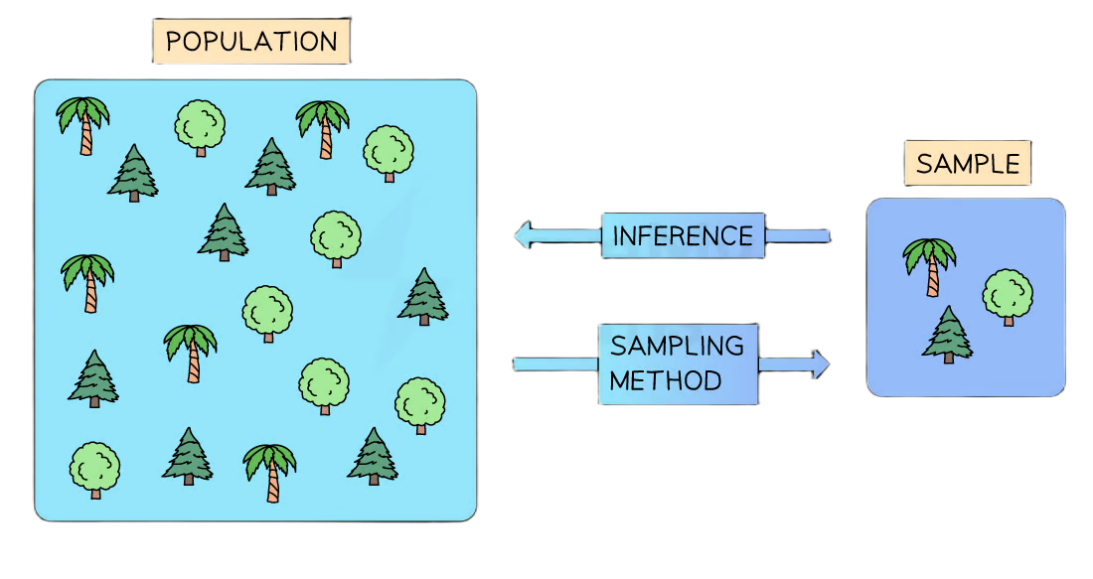 POPULATION
SAMPLE
INFERENCE
SAMPLING
METHOD